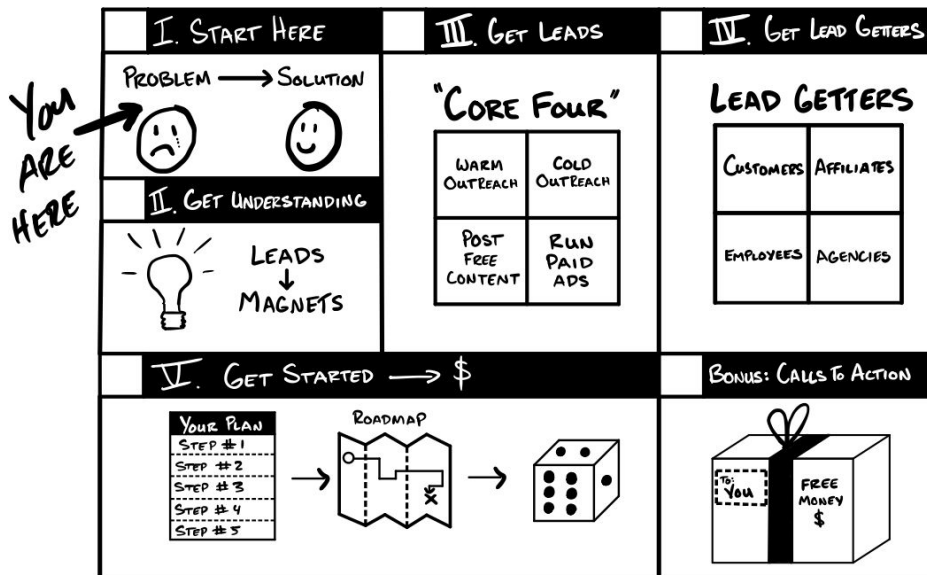 You
Are
Here
I. Start Here
Problem → Solution
II. Get Understanding
Leads
↓
Magnets
III. Get Leads
"Core Four"
Warm
Outreach
Cold
Outreach
Post
Free
Content
Run
Paid
Ads
IV. Get Lead Getters
Lead Getters
Customers
Affiliates
Employees
Agencies
V. Get Started → $
Your Plan
Step #1
Step #2
Step #3
Step #4
Step #5
Roadmap
X
Bonus: Calls To Action
To:
You
Free
Money
$